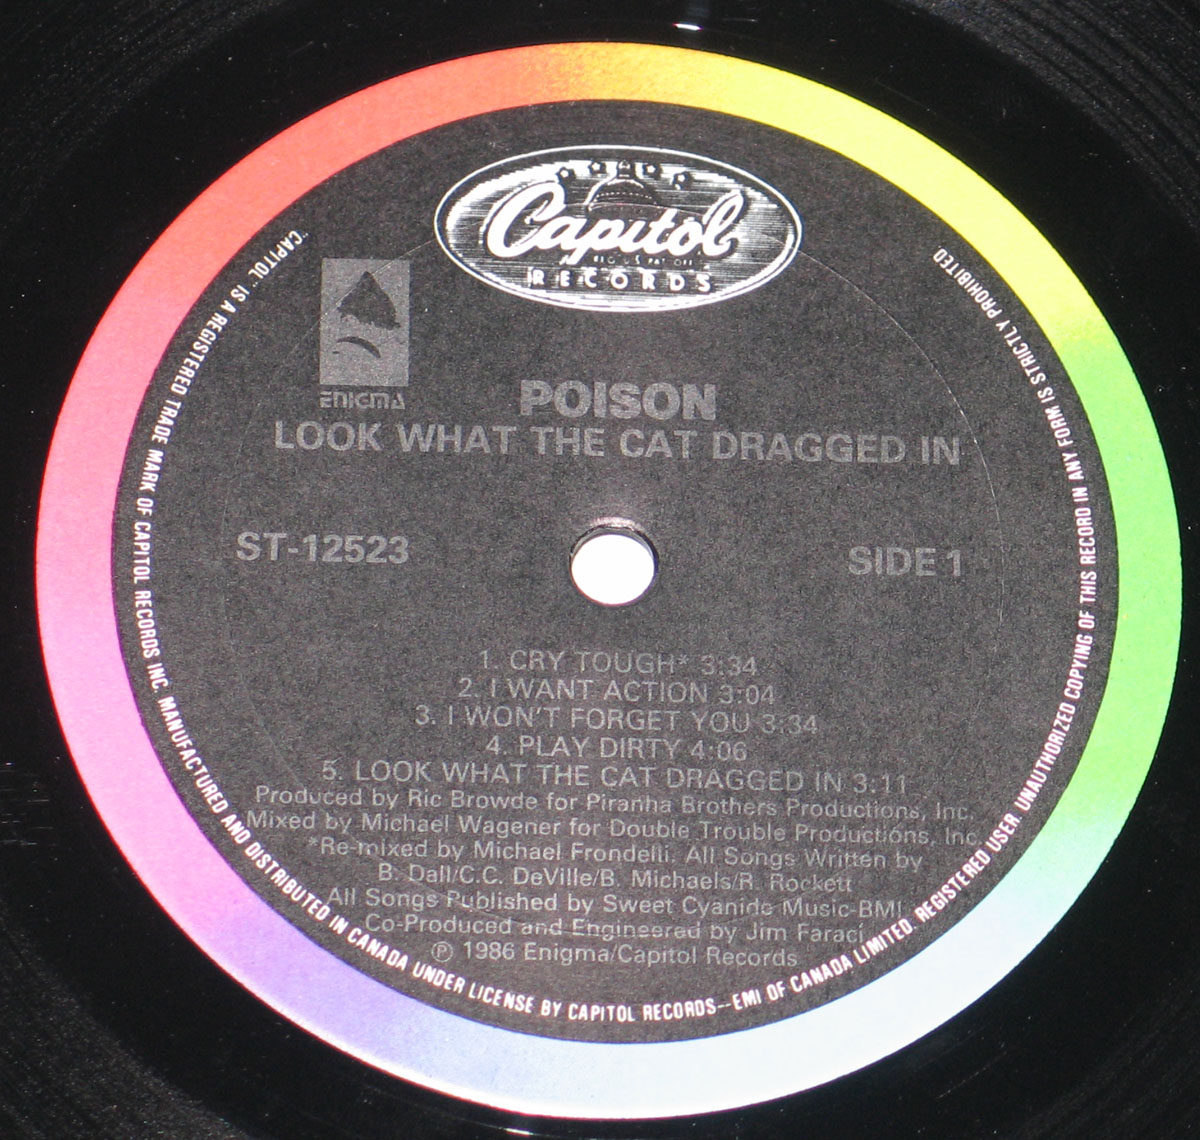 Capitol
RECORDS
ENIGMA
POISON
LOOK WHAT THE CAT DRAGGED IN
ST-12523
SIDE 1
1. CRY TOUGH* 3:34
2. I WANT ACTION 3:04
3. I WON'T FORGET YOU 3:34
4. PLAY DIRTY 4:06
5. LOOK WHAT THE CAT DRAGGED IN 3:11
Produced by Ric Browde for Piranha Brothers Productions, Inc.
Mixed by Michael Wagener for Double Trouble Productions, Inc.
*Re-mixed by Michael Frondelli. All Songs Written by
B. Dall/C.C. DeVille/B. Michaels/R. Rockett
All Songs Published by Sweet Cyanide Music-BMI
Co-Produced and Engineered by Jim Faraci
℗ 1986 Enigma/Capitol Records
"CAPITOL" IS A REGISTERED TRADE MARK OF CAPITOL RECORDS INC. MANUFACTURED AND DISTRIBUTED IN CANADA UNDER LICENSE BY CAPITOL RECORDS--EMI OF CANADA LIMITED. REGISTERED USER. UNAUTHORIZED COPYING OF THIS RECORD IN ANY FORM IS STRICTLY PROHIBITED